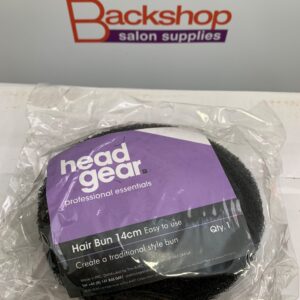 Backshop
salon supplies
head
gear
professional essentials
Hair Bun 14cm Easy to use
Create a traditional style bun
Qty. 1